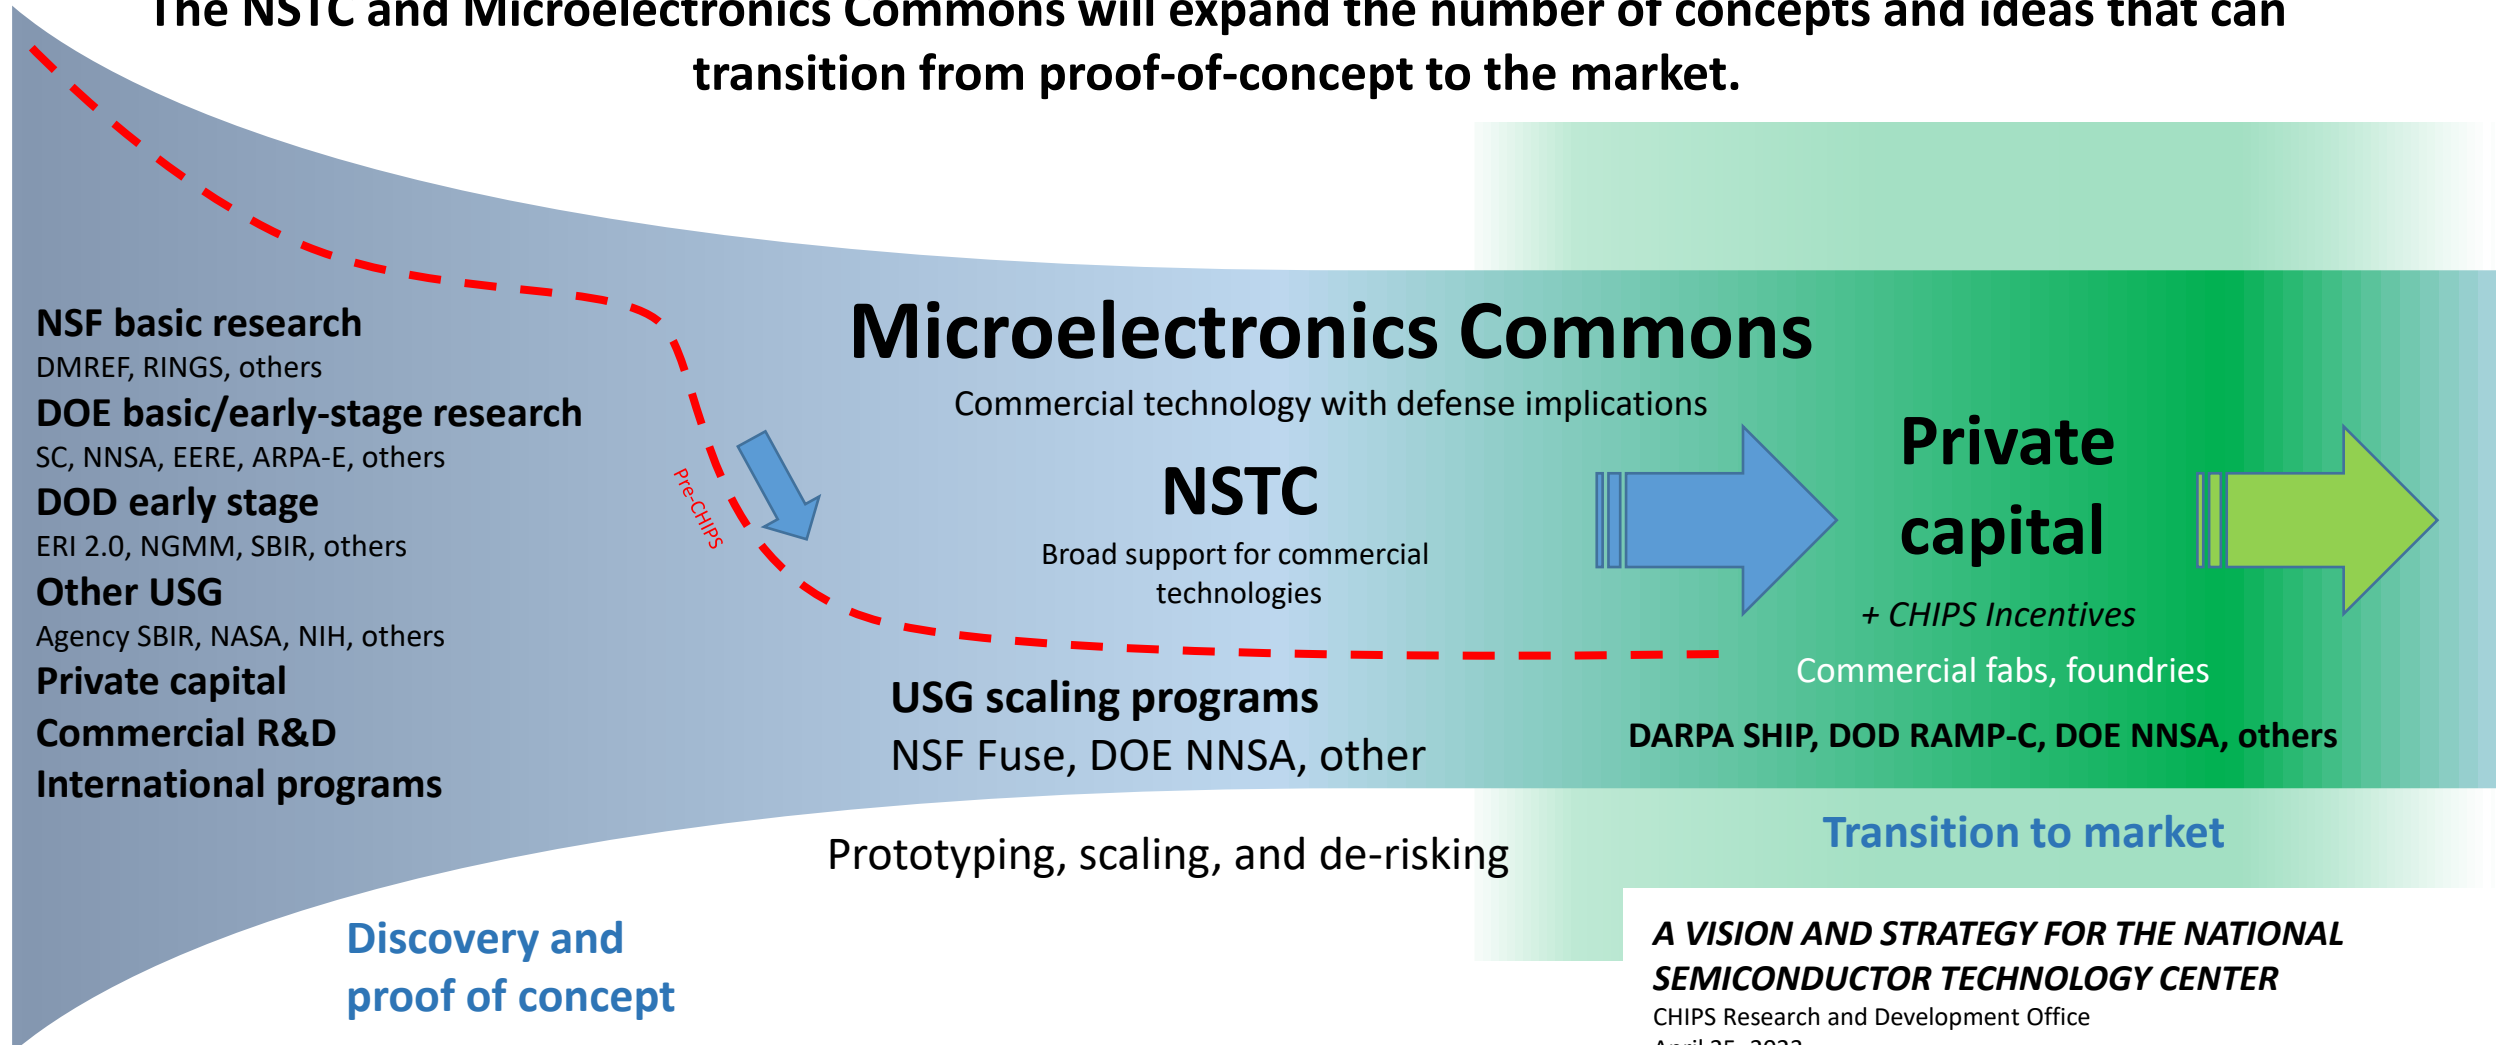 The NSTC and Microelectronics Commons will expand the number of concepts and ideas that can
transition from proof-of-concept to the market.
NSF basic research
DMREF, RINGS, others
DOE basic/early-stage research
SC, NNSA, EERE, ARPA-E, others
DOD early stage
ERI 2.0, NGMM, SBIR, others
Other USG
Agency SBIR, NASA, NIH, others
Private capital
Commercial R&D
International programs
Pre-CHIPS
Microelectronics Commons
Commercial technology with defense implications
NSTC
Broad support for commercial
technologies
USG scaling programs
NSF Fuse, DOE NNSA, other
Private
capital
+ CHIPS Incentives
Commercial fabs, foundries
DARPA SHIP, DOD RAMP-C, DOE NNSA, others
Prototyping, scaling, and de-risking
Transition to market
Discovery and
proof of concept
A VISION AND STRATEGY FOR THE NATIONAL
SEMICONDUCTOR TECHNOLOGY CENTER
CHIPS Research and Development Office
April 25, 2023